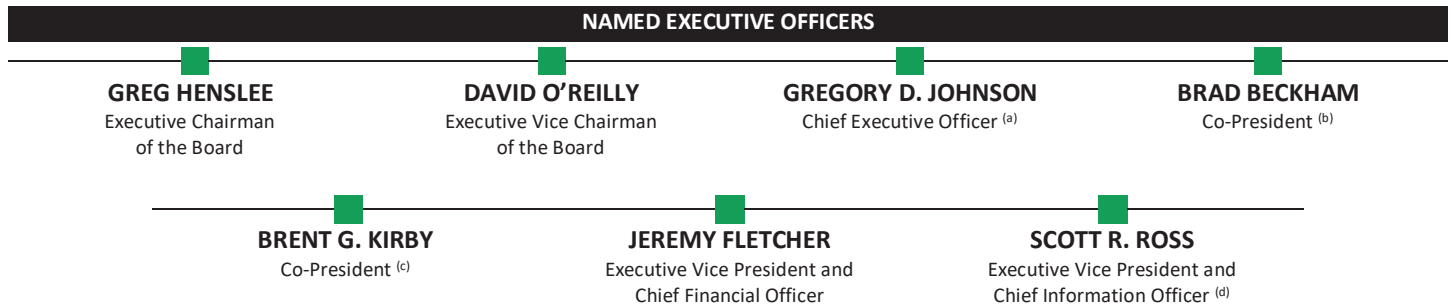 NAMED EXECUTIVE OFFICERS
GREG HENSLEE
Executive Chairman
of the Board
DAVID O’REILLY
Executive Vice Chairman
of the Board
GREGORY D. JOHNSON
Chief Executive Officer (a)
BRAD BECKHAM
Co-President (b)
BRENT G. KIRBY
Co-President (c)
JEREMY FLETCHER
Executive Vice President and
Chief Financial Officer
SCOTT R. ROSS
Executive Vice President and
Chief Information Officer (d)